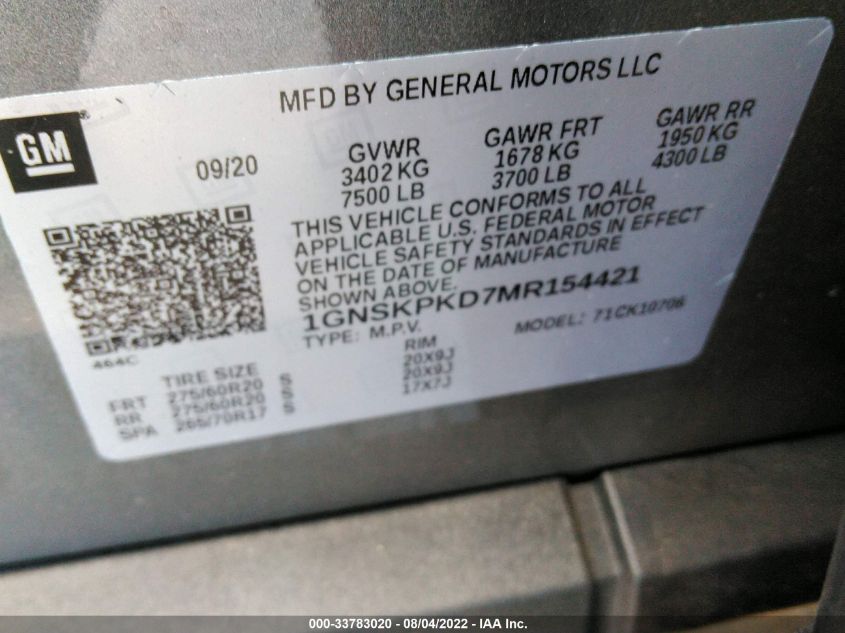 MFD BY GENERAL MOTORS LLC
GM
09/20
GVWR
3402 KG
7500 LB
GAWR FRT
1678 KG
3700 LB
GAWR RR
1950 KG
4300 LB
THIS VEHICLE CONFORMS TO ALL
APPLICABLE U.S. FEDERAL MOTOR
VEHICLE SAFETY STANDARDS IN EFFECT
ON THE DATE OF MANUFACTURE
SHOWN ABOVE.
1GNSKPKD7MR154421
TYPE: M.P.V.
MODEL: 71CK10706
464C
TIRE SIZE
RIM
FRT 275/60R20 S 20X9J
RR 275/60R20 S 20X9J
SPA 265/70R17 S 17X7J
000-33783020 - 08/04/2022 - IAA Inc.